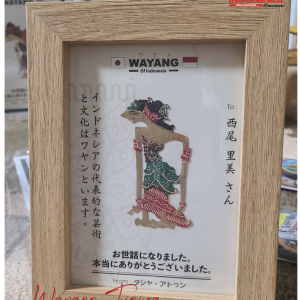 ワヤン
WAYANG
Of Indonesia
To :
西尾 里美 さん
インドネシアの代表的な芸術
と文化はワヤンといいます。
お世話になりました。
本当にありがとうございました。
From : タシャ・アトゥン